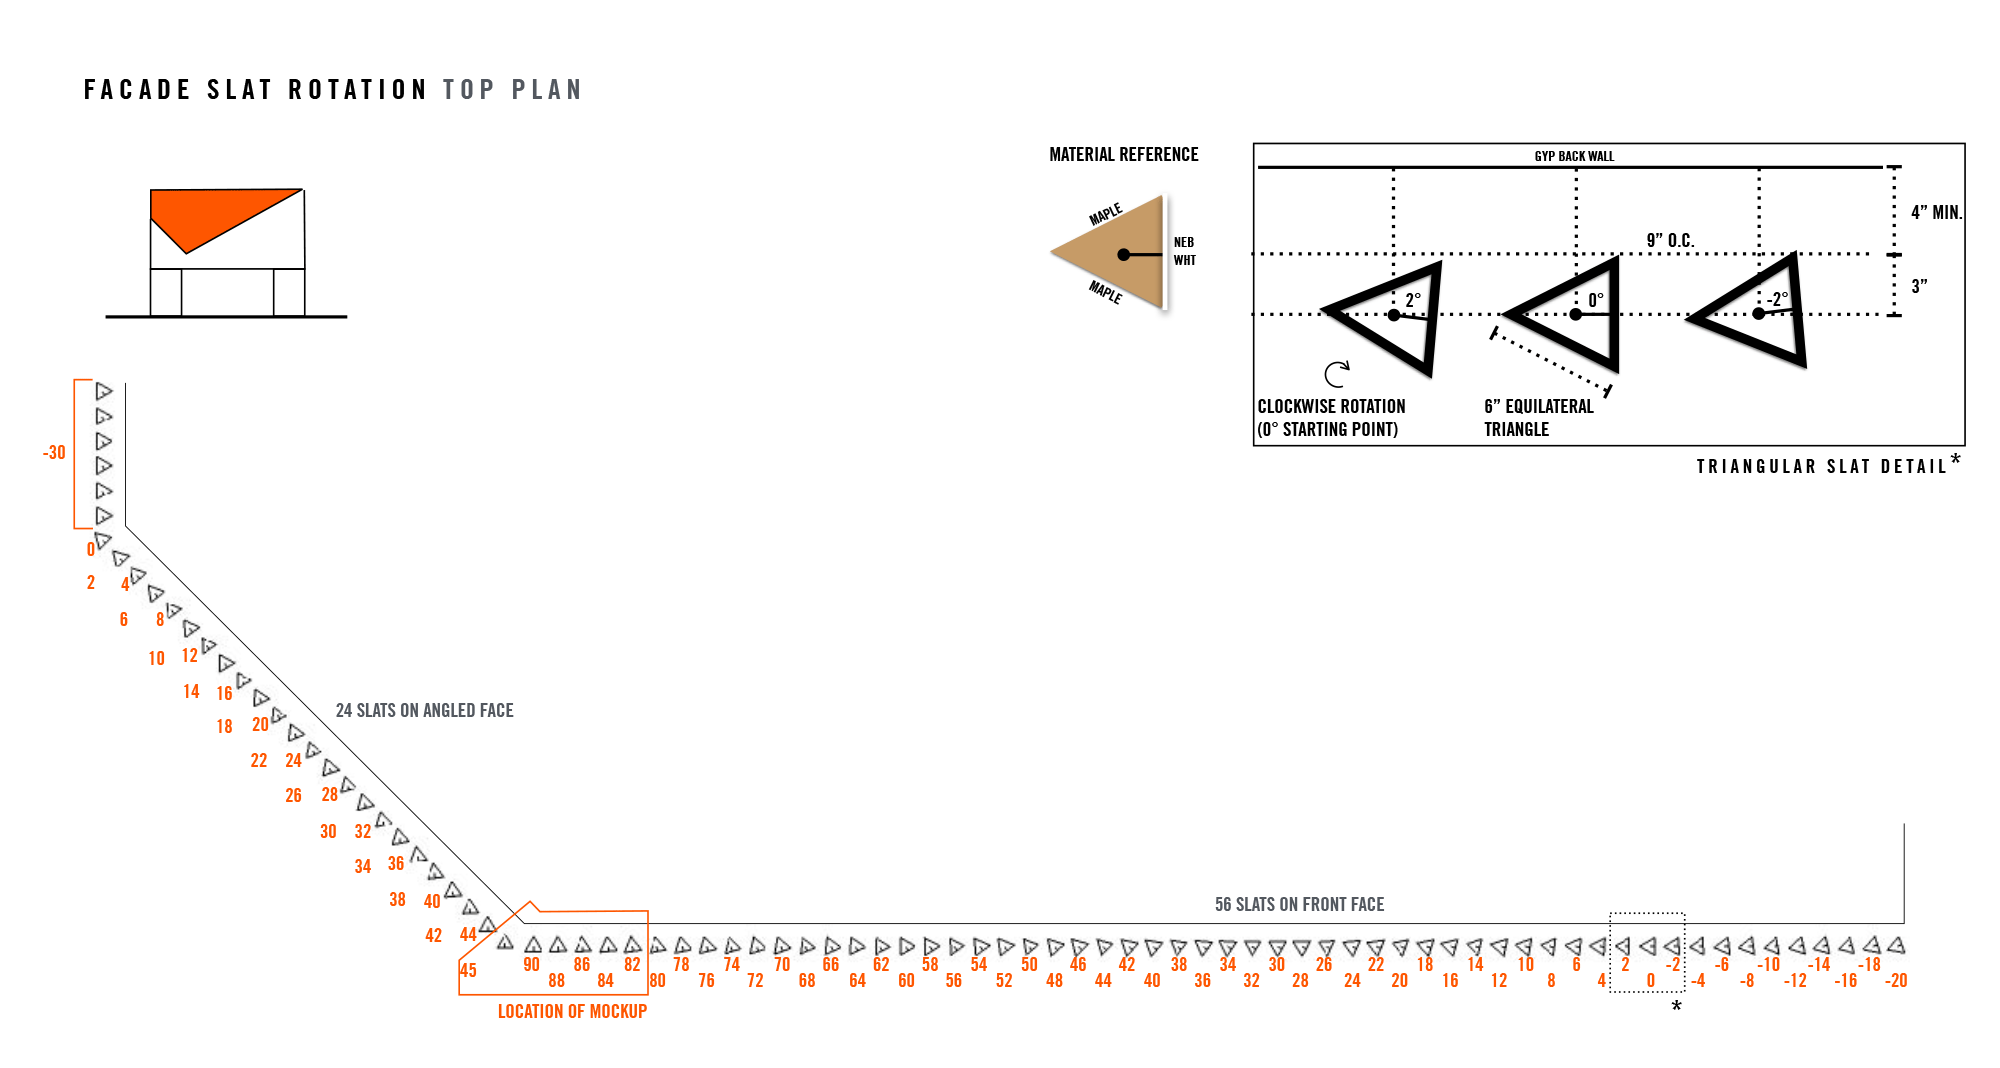 FACADE SLAT ROTATION TOP PLAN
MATERIAL REFERENCE
MAPLE
NEB
WHT
MAPLE
GYP BACK WALL
4” MIN.
9” O.C.
3”
2°
0°
-2°
CLOCKWISE ROTATION
(0° STARTING POINT)
6” EQUILATERAL
TRIANGLE
TRIANGULAR SLAT DETAIL*
-30
0
2 4
6 8
10 12
14 16
18 20
22 24
26 28
30 32
34 36
38 40
42 44
45
24 SLATS ON ANGLED FACE
56 SLATS ON FRONT FACE
90 86 82 78 74 70 66 62 58 54 50 46 42 38 34 30 26 22 18 14 10 6 2 -2 -6 -10 -14 -18
88 84 80 76 72 68 64 60 56 52 48 44 40 36 32 28 24 20 16 12 8 4 0 -4 -8 -12 -16 -20
LOCATION OF MOCKUP
*